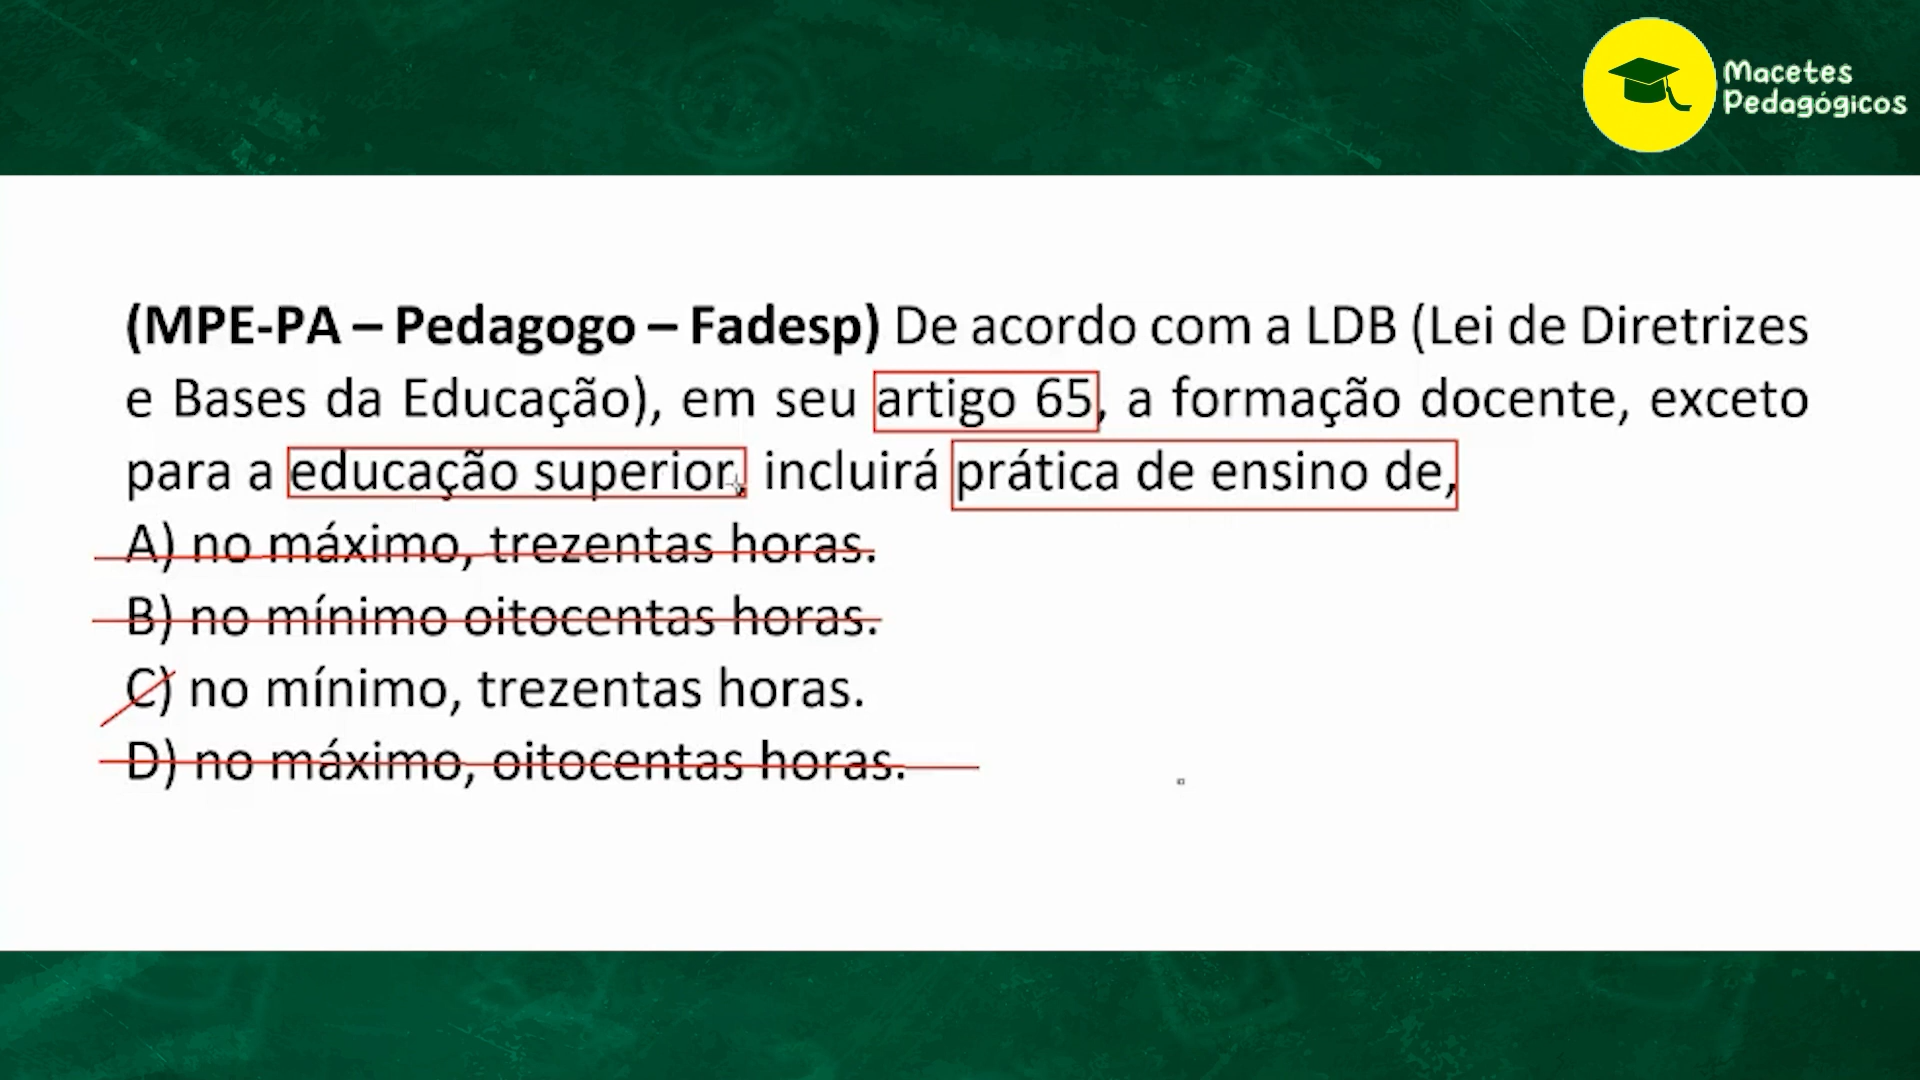 Macetes
Pedagógicos
(MPE-PA – Pedagogo – Fadesp) De acordo com a LDB (Lei de Diretrizes
e Bases da Educação), em seu artigo 65, a formação docente, exceto
para a educação superior, incluirá prática de ensino de,
A) no máximo, trezentas horas.
B) no mínimo oitocentas horas.
C) no mínimo, trezentas horas.
D) no máximo, oitocentas horas.